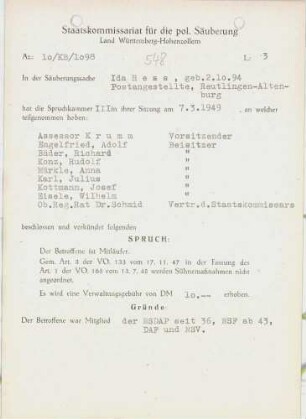 Staatskommissariat für die pol. Säuberung
Land Württemberg-Hohenzollern
Az: 10/KB/1098
548
L. 3
In der Säuberungssache Ida Hess, geb.2.10.94
Postangestellte, Reutlingen-Alten-
burg
hat die Spruchkammer III in ihrer Sitzung am 7.3.1949 , an welcher
teilgenommen haben:
Assessor Krumm Vorsitzender
Engelfried, Adolf Beisitzer
Bäder, Richard "
Konz, Rudolf "
Märkle, Anna "
Karl, Julius "
Kottmann, Josef "
Eisele, Wilhelm "
Ob.Reg.Rat Dr.Schmid Vertr.d.Staatskommissars
beschlossen und verkündet folgenden
SPRUCH:
Der Betroffene ist Mitläufer.
Gem. Art. 3 der VO. 133 vom 17. 11. 47 in der Fassung des
Art. 1 der VO. 165 vom 13. 7. 48 werden Sühnemaßnahmen nicht
angeordnet.
Es wird eine Verwaltungsgebühr von DM 10.-- erhoben.
Gründe
Der Betroffene war Mitglied der NSDAP seit 36, NSF ab 43,
DAF und NSV.